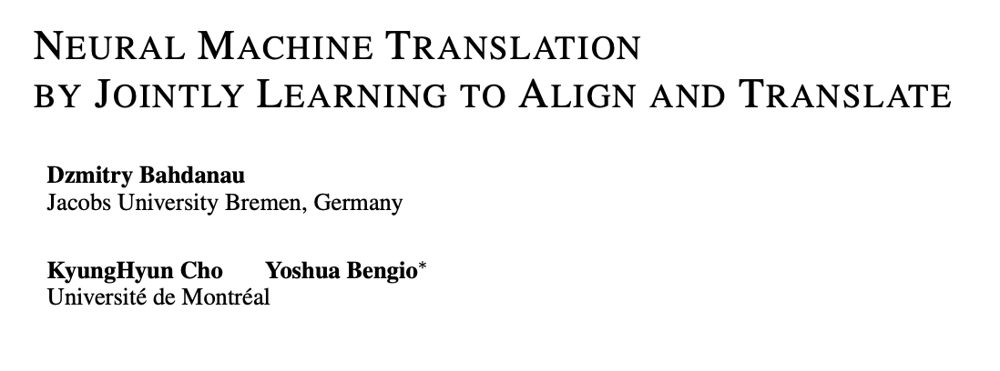 NEURAL MACHINE TRANSLATION
BY JOINTLY LEARNING TO ALIGN AND TRANSLATE
Dzmitry Bahdanau
Jacobs University Bremen, Germany
KyungHyun Cho Yoshua Bengio*
Université de Montréal